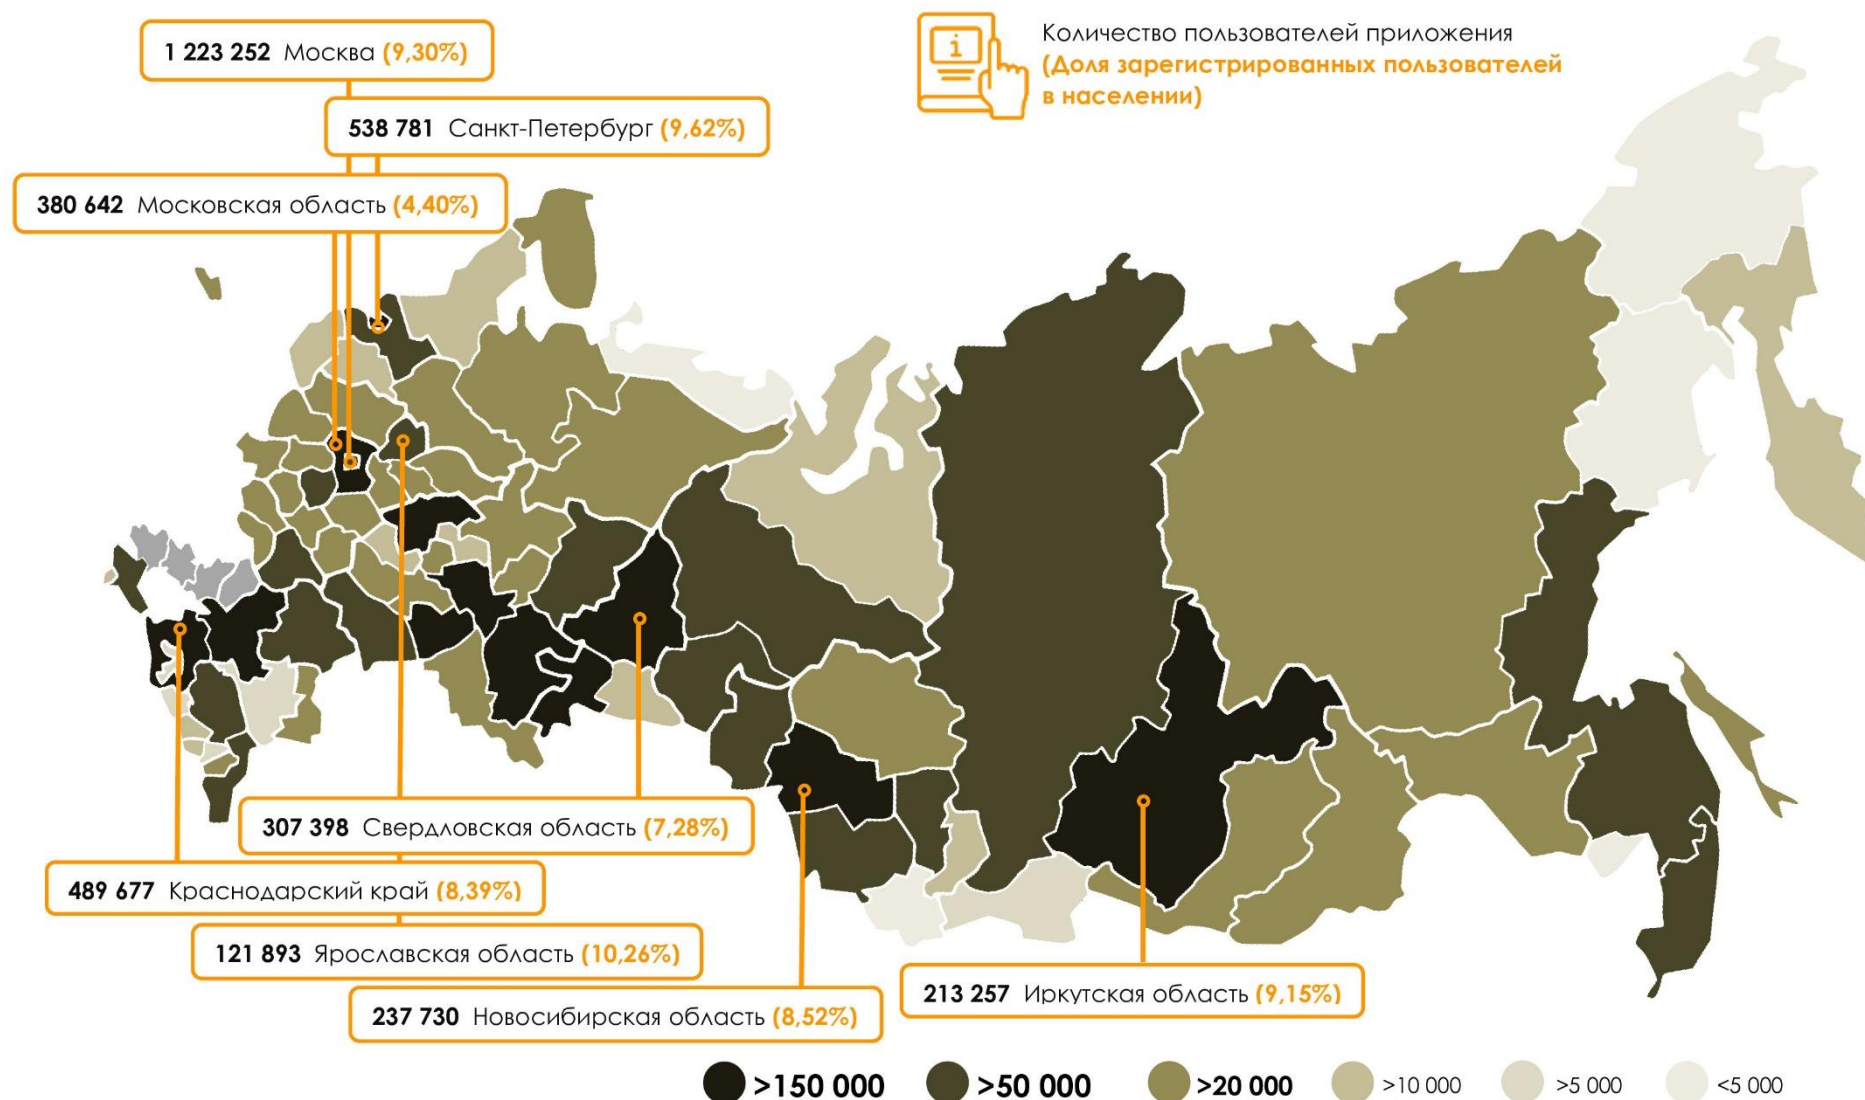 1 223 252 Москва (9,30%)
Количество пользователей приложения
(Доля зарегистрированных пользователей
в населении)
538 781 Санкт-Петербург (9,62%)
380 642 Московская область (4,40%)
307 398 Свердловская область (7,28%)
489 677 Краснодарский край (8,39%)
121 893 Ярославская область (10,26%)
237 730 Новосибирская область (8,52%)
213 257 Иркутская область (9,15%)
>150 000 >50 000 >20 000 >10 000 >5 000 <5 000